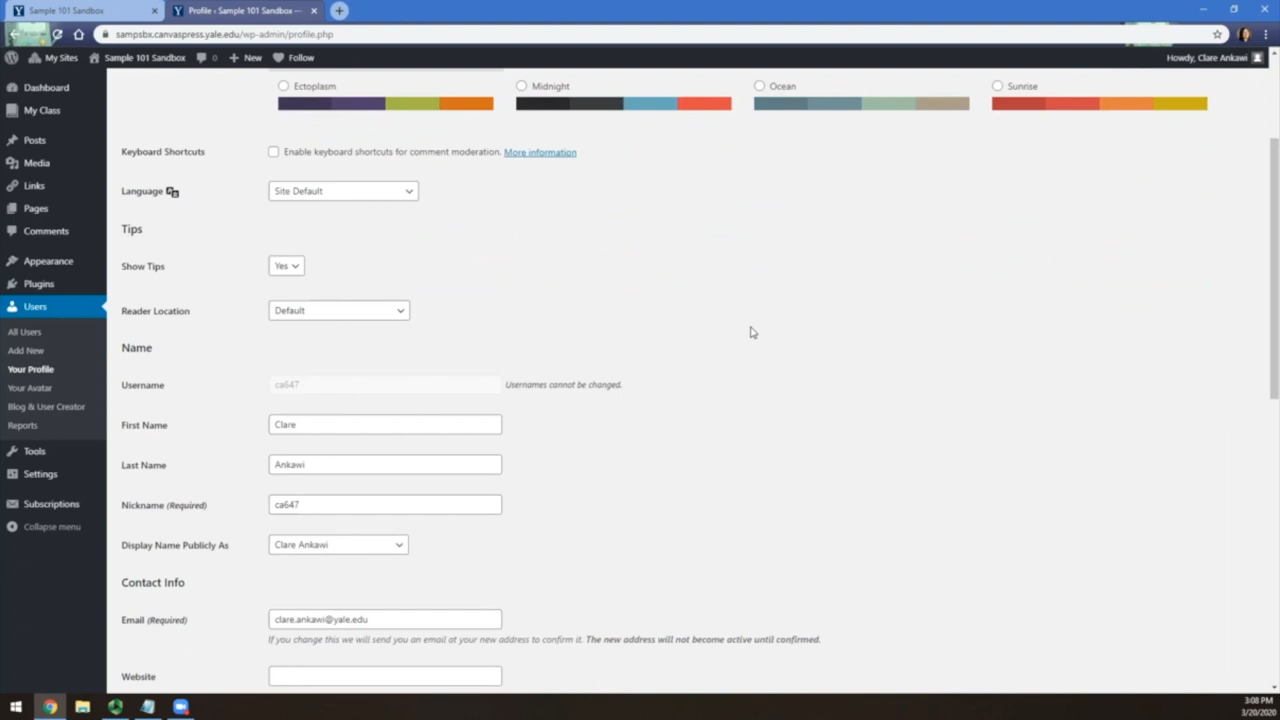 Sample 101 Sandbox
Profile ‹ Sample 101 Sandbox —
sampsbx.canvaspress.yale.edu/wp-admin/profile.php
My Sites
Sample 101 Sandbox
0
New
Follow
Howdy, Clare Ankawi
Dashboard
My Class
Posts
Media
Links
Pages
Comments
Appearance
Plugins
Users
All Users
Add New
Your Profile
Your Avatar
Blog & User Creator
Reports
Tools
Settings
Subscriptions
Collapse menu
Ectoplasm
Midnight
Ocean
Sunrise
Keyboard Shortcuts
Enable keyboard shortcuts for comment moderation. More information
Language
Site Default
Tips
Show Tips
Yes
Reader Location
Default
Name
Username
ca647
Usernames cannot be changed.
First Name
Clare
Last Name
Ankawi
Nickname (Required)
ca647
Display Name Publicly As
Clare Ankawi
Contact Info
Email (Required)
clare.ankawi@yale.edu
If you change this we will send you an email at your new address to confirm it. The new address will not become active until confirmed.
Website
3:08 PM
3/20/2020